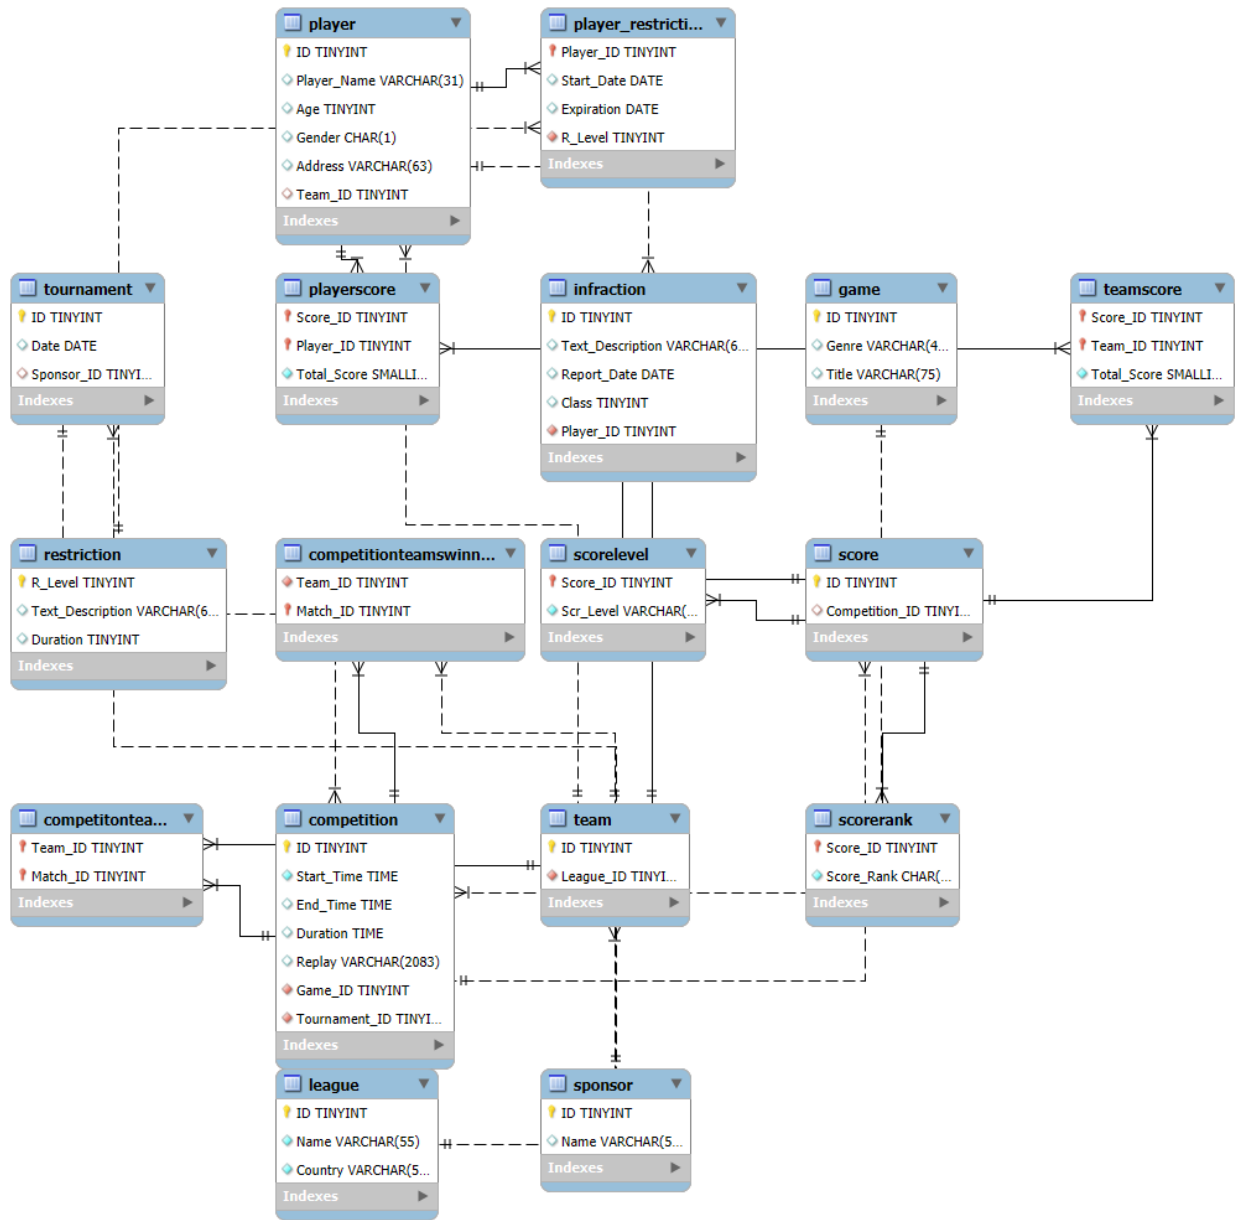 player
ID TINYINT
Player_Name VARCHAR(31)
Age TINYINT
Gender CHAR(1)
Address VARCHAR(63)
Team_ID TINYINT
Indexes
player_restricti...
Player_ID TINYINT
Start_Date DATE
Expiration DATE
R_Level TINYINT
Indexes
tournament
ID TINYINT
Date DATE
Sponsor_ID TINYI...
Indexes
playerscore
Score_ID TINYINT
Player_ID TINYINT
Total_Score SMALLI...
Indexes
infraction
ID TINYINT
Text_Description VARCHAR(6...
Report_Date DATE
Class TINYINT
Player_ID TINYINT
Indexes
game
ID TINYINT
Genre VARCHAR(4...
Title VARCHAR(75)
Indexes
teamscore
Score_ID TINYINT
Team_ID TINYINT
Total_Score SMALLI...
Indexes
restriction
R_Level TINYINT
Text_Description VARCHAR(6...
Duration TINYINT
Indexes
competitionteamswinn...
Team_ID TINYINT
Match_ID TINYINT
Indexes
scorelevel
Score_ID TINYINT
Scr_Level VARCHAR(...
Indexes
score
ID TINYINT
Competition_ID TINYI...
Indexes
competitontea...
Team_ID TINYINT
Match_ID TINYINT
Indexes
competition
ID TINYINT
Start_Time TIME
End_Time TIME
Duration TIME
Replay VARCHAR(2083)
Game_ID TINYINT
Tournament_ID TINYI...
Indexes
team
ID TINYINT
League_ID TINYI...
Indexes
scorerank
Score_ID TINYINT
Score_Rank CHAR(...
Indexes
league
ID TINYINT
Name VARCHAR(55)
Country VARCHAR(5...
Indexes
sponsor
ID TINYINT
Name VARCHAR(5...
Indexes